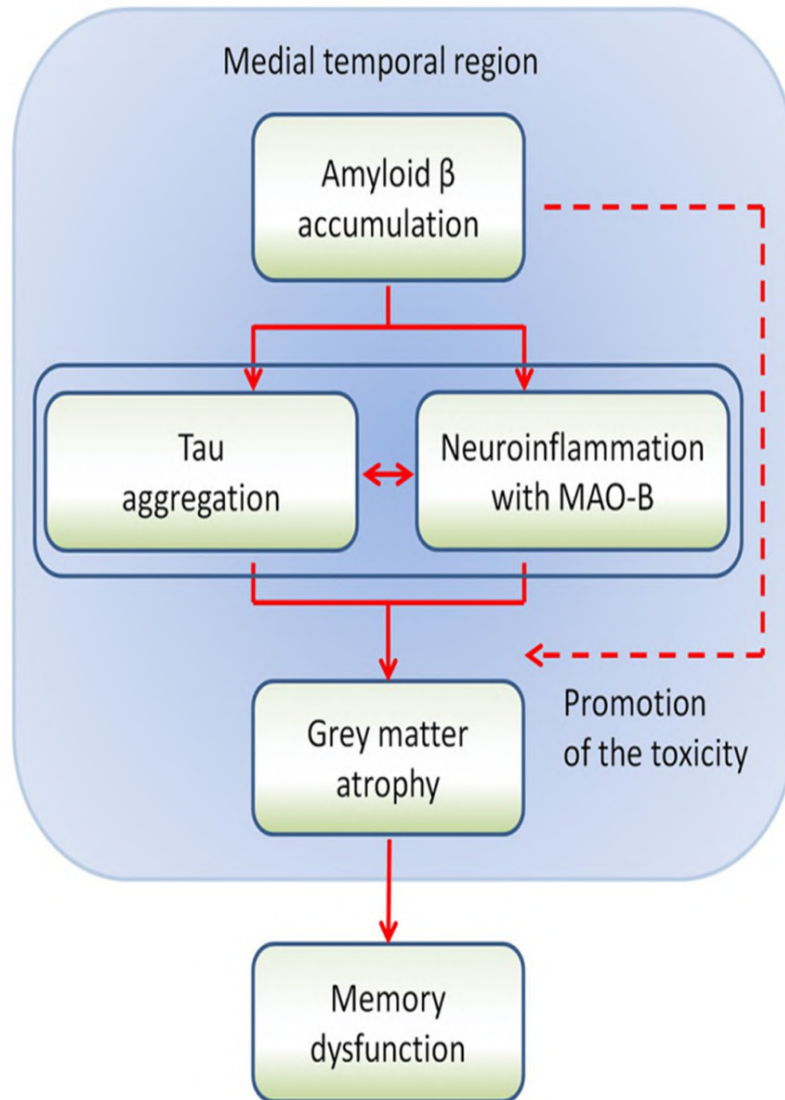 Medial temporal region
Amyloid β
accumulation
Tau
aggregation
Neuroinflammation
with MAO-B
Grey matter
atrophy
Promotion
of the toxicity
Memory
dysfunction